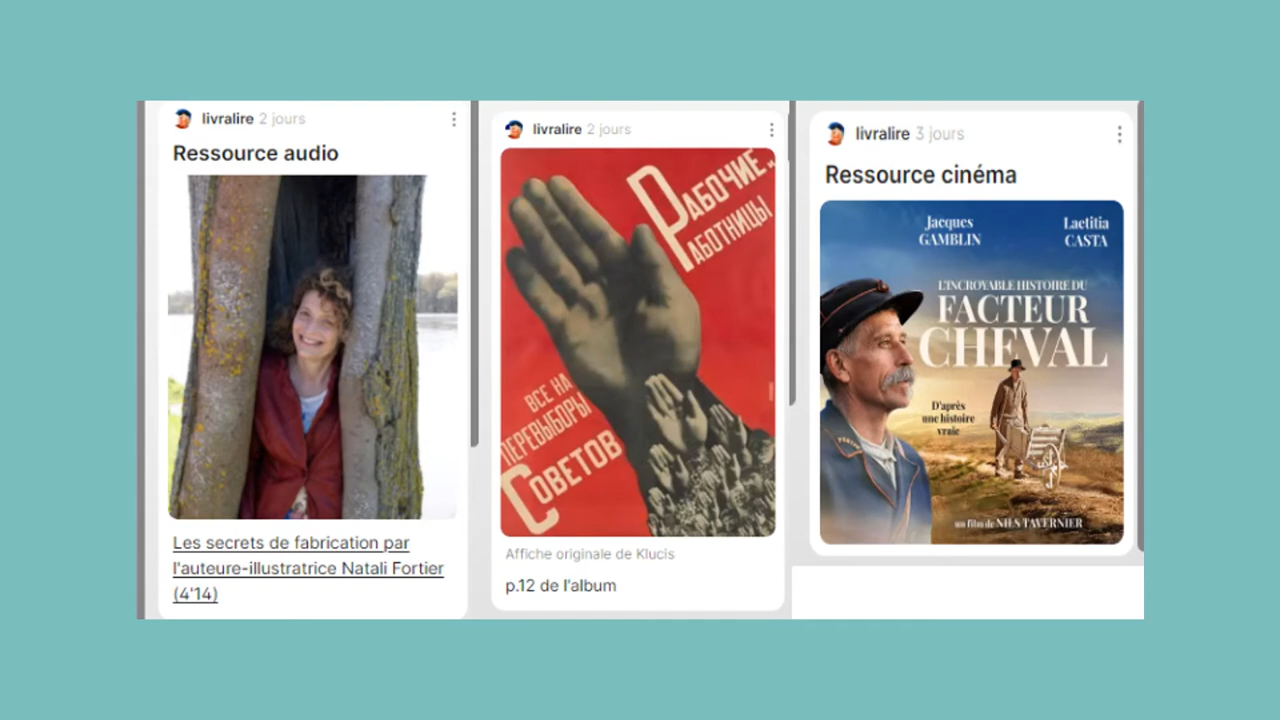 livralire 2 jours
Ressource audio
Les secrets de fabrication par
l'auteure-illustratrice Natali Fortier
(4'14)
livralire 2 jours
РАБОЧИЕ и
РАБОТНИЦЫ
ВСЕ НА
ПЕРЕВЫБОРЫ
СОВЕТОВ
Affiche originale de Klucis
p.12 de l'album
livralire 3 jours
Ressource cinéma
Jacques
GAMBLIN
Laetitia
CASTA
L'INCROYABLE HISTOIRE DU
FACTEUR
CHEVAL
D'après
une histoire
vraie
un film de NILS TAVERNIER